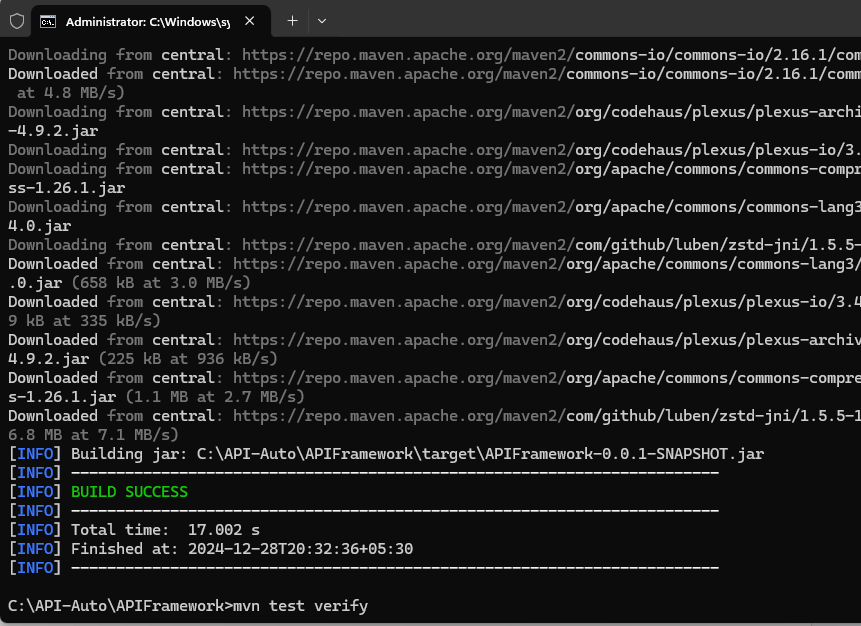 Administrator: C:\Windows\sy
Downloading from central: https://repo.maven.apache.org/maven2/commons-io/commons-io/2.16.1/com
Downloaded from central: https://repo.maven.apache.org/maven2/commons-io/commons-io/2.16.1/comm
at 4.8 MB/s)
Downloading from central: https://repo.maven.apache.org/maven2/org/codehaus/plexus/plexus-archi
-4.9.2.jar
Downloading from central: https://repo.maven.apache.org/maven2/org/codehaus/plexus/plexus-io/3.
Downloading from central: https://repo.maven.apache.org/maven2/org/apache/commons/commons-compr
ss-1.26.1.jar
Downloading from central: https://repo.maven.apache.org/maven2/org/apache/commons/commons-lang3
4.0.jar
Downloading from central: https://repo.maven.apache.org/maven2/com/github/luben/zstd-jni/1.5.5-
Downloaded from central: https://repo.maven.apache.org/maven2/org/apache/commons/commons-lang3/
.0.jar (658 kB at 3.0 MB/s)
Downloaded from central: https://repo.maven.apache.org/maven2/org/codehaus/plexus/plexus-io/3.4
9 kB at 335 kB/s)
Downloaded from central: https://repo.maven.apache.org/maven2/org/codehaus/plexus/plexus-archiv
4.9.2.jar (225 kB at 936 kB/s)
Downloaded from central: https://repo.maven.apache.org/maven2/org/apache/commons/commons-compre
s-1.26.1.jar (1.1 MB at 2.7 MB/s)
Downloaded from central: https://repo.maven.apache.org/maven2/com/github/luben/zstd-jni/1.5.5-1
6.8 MB at 7.1 MB/s)
[INFO] Building jar: C:\API-Auto\APIFramework\target\APIFramework-0.0.1-SNAPSHOT.jar
[INFO] ------------------------------------------------------------------------
[INFO] BUILD SUCCESS
[INFO] ------------------------------------------------------------------------
[INFO] Total time:  17.002 s
[INFO] Finished at: 2024-12-28T20:32:36+05:30
[INFO] ------------------------------------------------------------------------
C:\API-Auto\APIFramework>mvn test verify